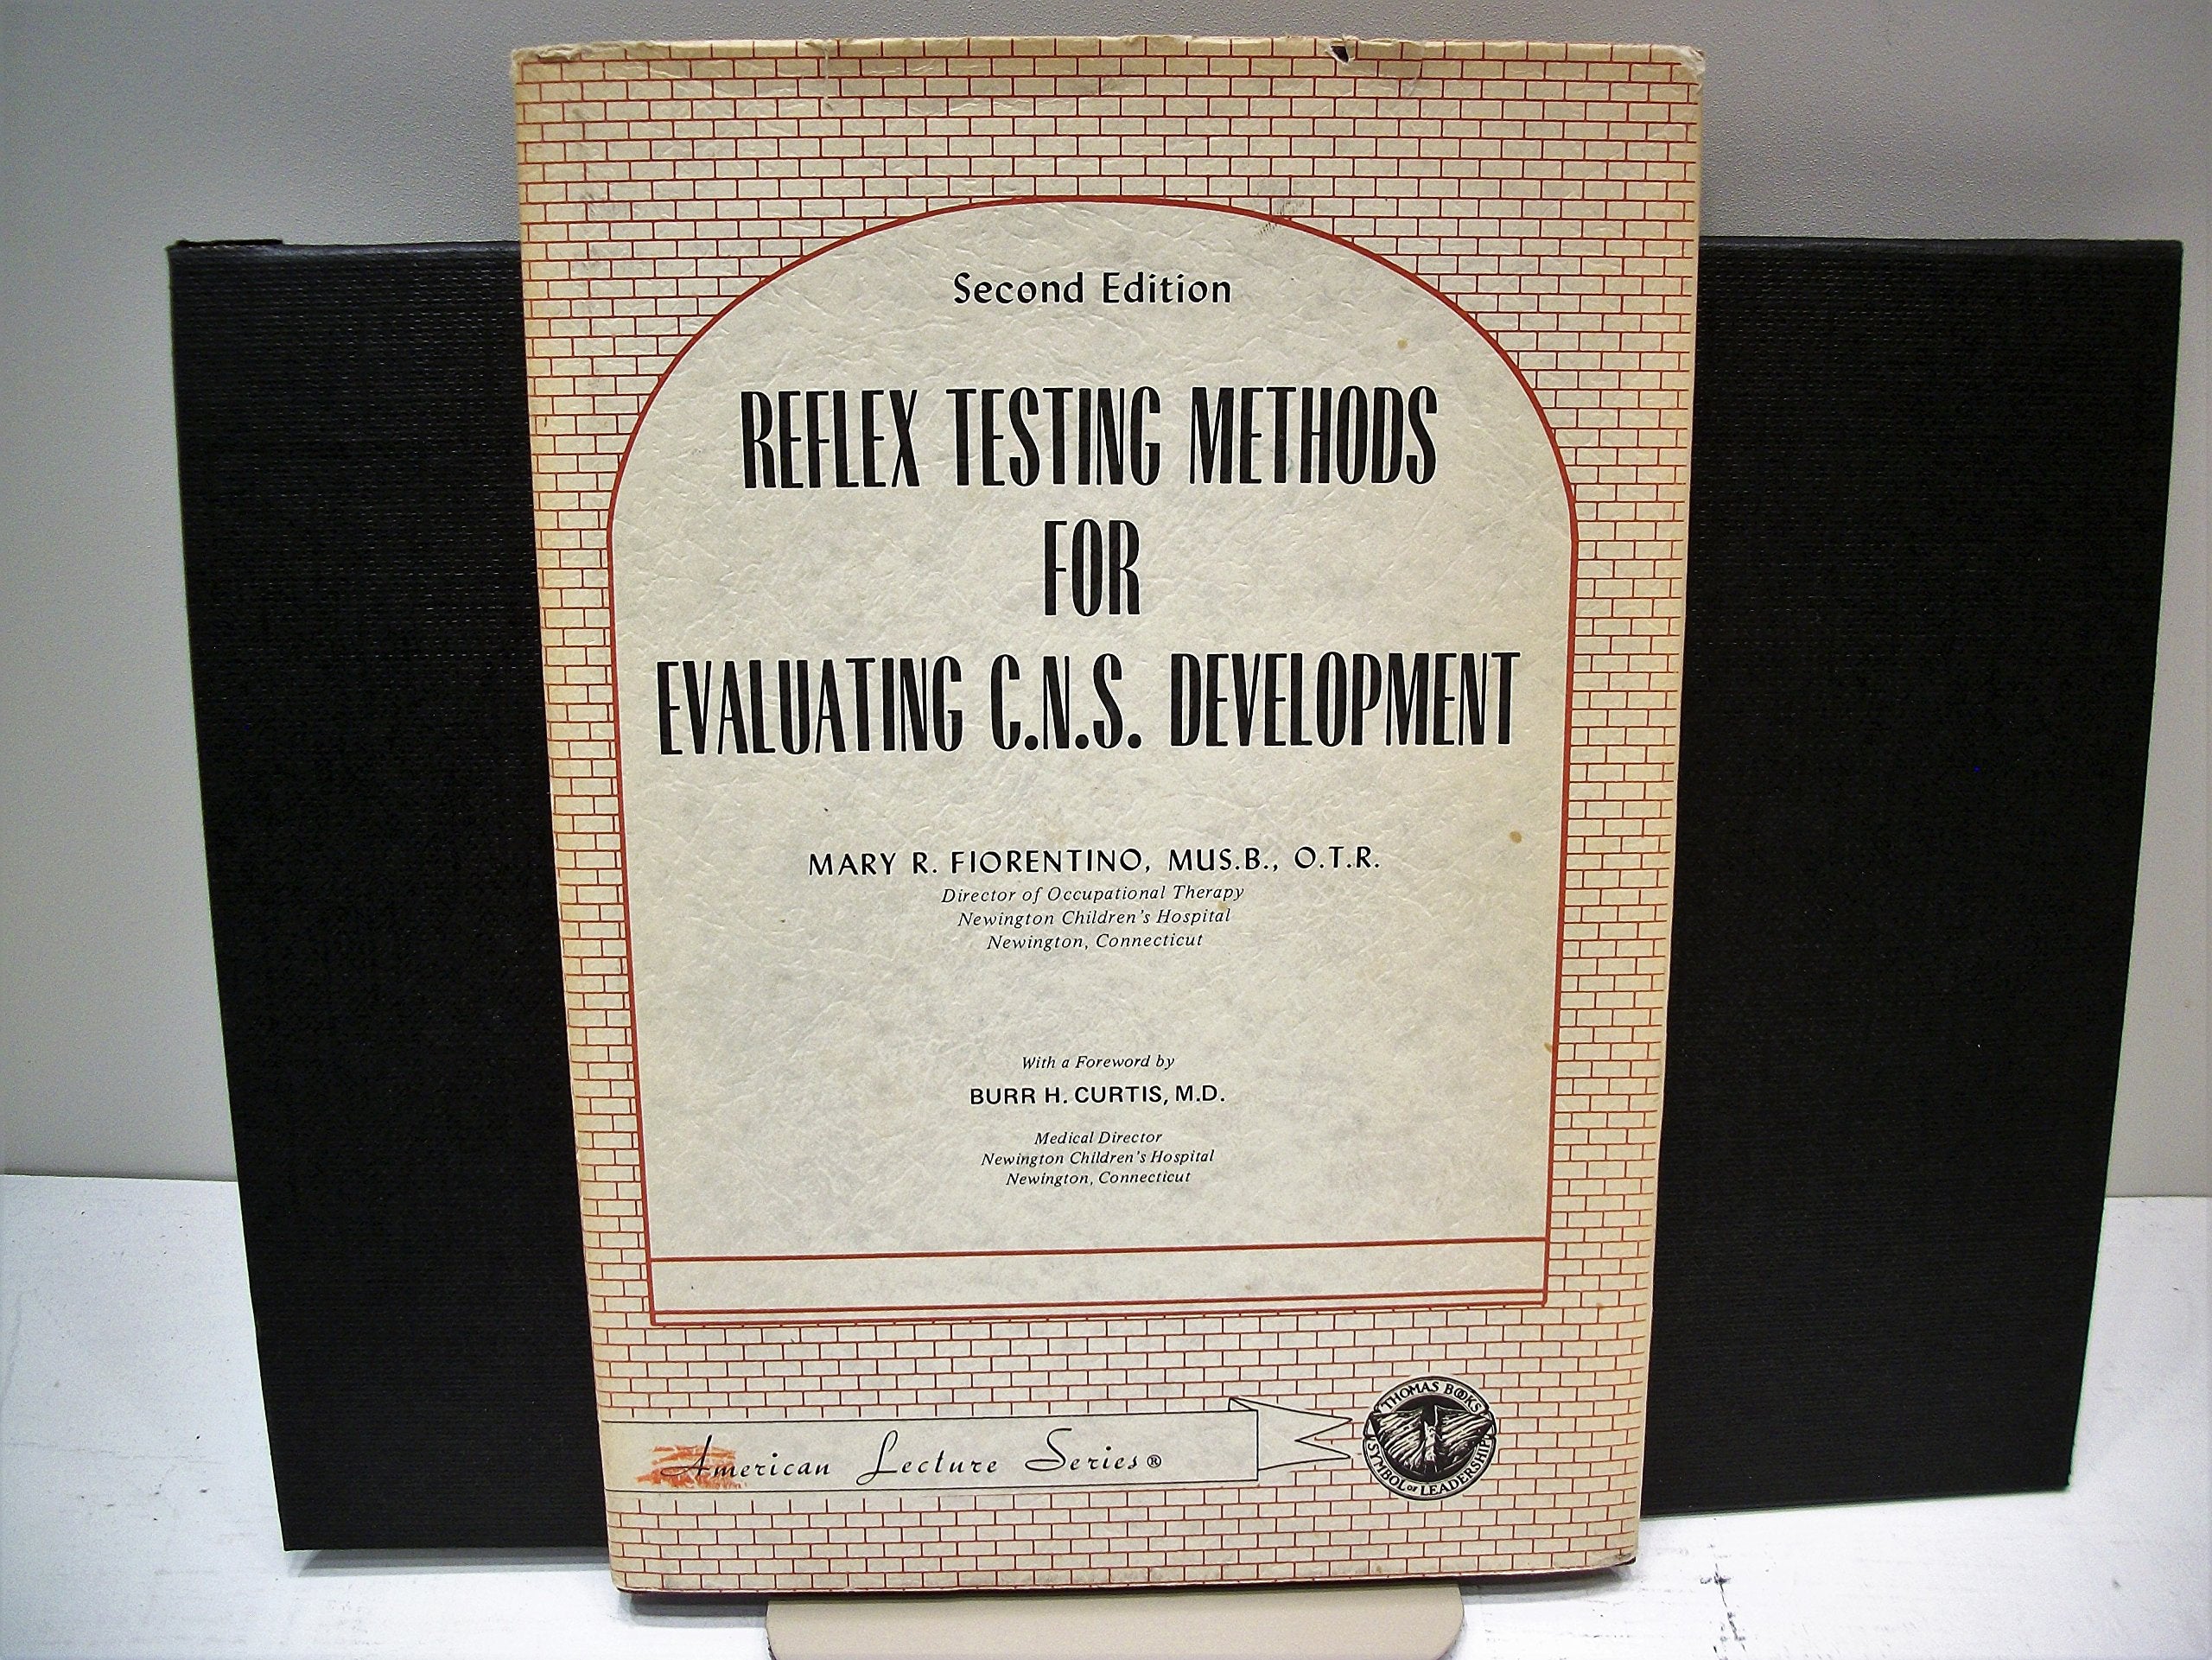 Second Edition
REFLEX TESTING METHODS
FOR
EVALUATING C.N.S. DEVELOPMENT
MARY R. FIORENTINO, MUS.B., O.T.R.
Director of Occupational Therapy
Newington Children's Hospital
Newington, Connecticut
With a Foreword by
BURR H. CURTIS, M.D.
Medical Director
Newington Children's Hospital
Newington, Connecticut
American Lecture Series®
THOMAS BOOKS
SYMBOL OF LEADERSHIP